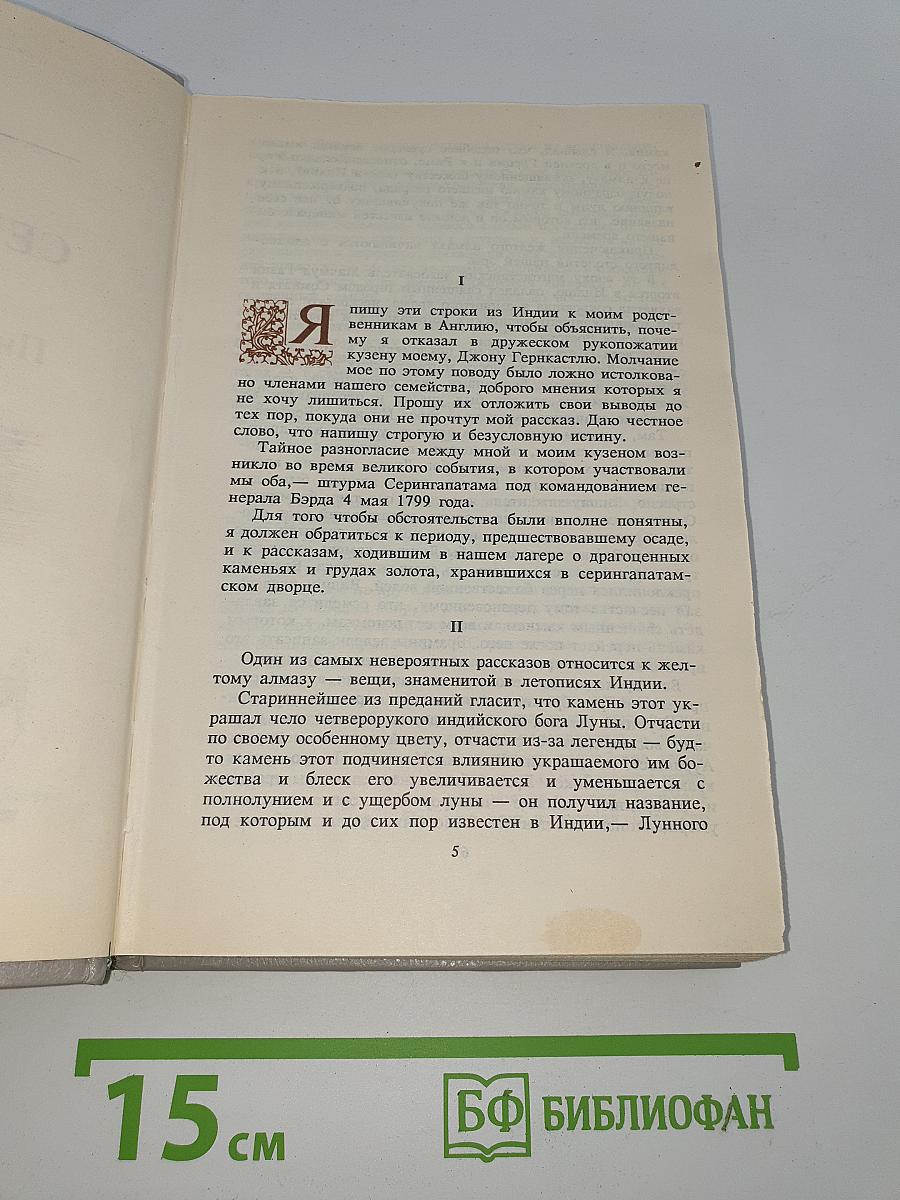 СЕ
I
Я пишу эти строки из Индии к моим родст-
венникам в Англию, чтобы объяснить, поче-
му я отказал в дружеском рукопожатии
кузену моему, Джону Гернкастлю. Молчание
мое по этому поводу было ложно истолкова-
но членами нашего семейства, доброго мнения которых я
не хочу лишиться. Прошу их отложить свои выводы до
тех пор, покуда они не прочтут мой рассказ. Даю честное
слово, что напишу строгую и безусловную истину.
Тайное разногласие между мной и моим кузеном воз-
никло во время великого события, в котором участвовали
мы оба,— штурма Серингапатама под командованием ге-
нерала Бэрда 4 мая 1799 года.
Для того чтобы обстоятельства были вполне понятны,
я должен обратиться к периоду, предшествовавшему осаде,
и к рассказам, ходившим в нашем лагере о драгоценных
каменьях и грудах золота, хранившихся в серингапатам-
ском дворце.
II
Один из самых невероятных рассказов относится к жел-
тому алмазу — вещи, знаменитой в летописях Индии.
Стариннейшее из преданий гласит, что камень этот ук-
рашал чело четверорукого индийского бога Луны. Отчасти
по своему особенному цвету, отчасти из-за легенды — буд-
то камень этот подчиняется влиянию украшаемого им бо-
жества и блеск его увеличивается и уменьшается с
полнолунием и с ущербом луны — он получил название,
под которым и до сих пор известен в Индии,— Лунного
5
15 см
БФ БИБЛИОФАН